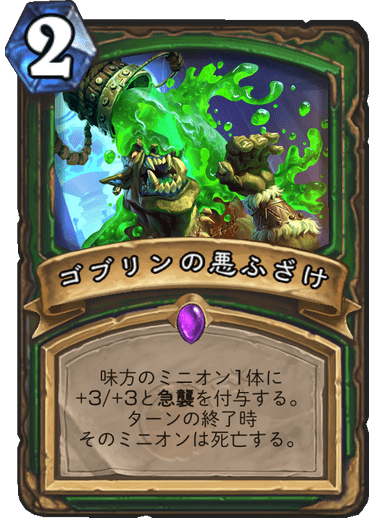 2
ゴブリンの悪ふざけ
味方のミニオン1体に
+3/+3と急襲を付与する。
ターンの終了時
そのミニオンは死亡する。